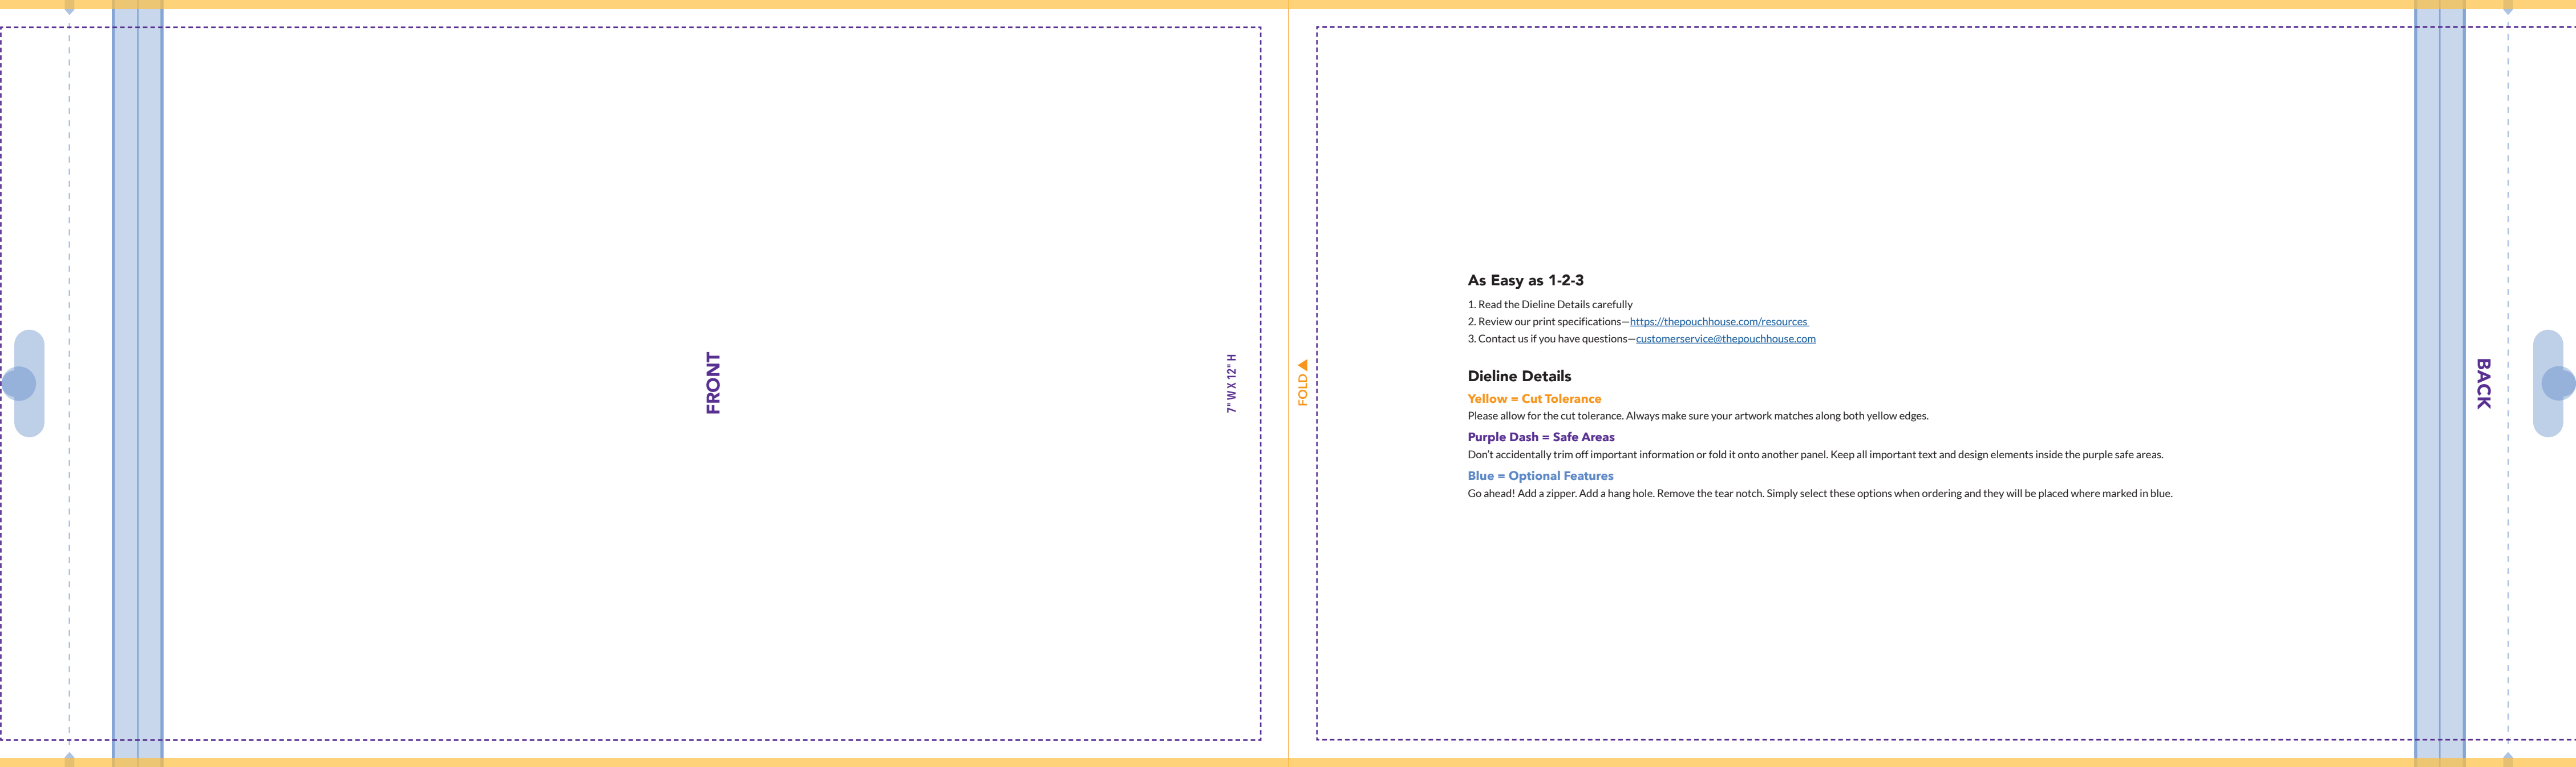 FRONT
7" W X 12" H
FOLD
As Easy as 1-2-3
1. Read the Dieline Details carefully
2. Review our print specifications—https://thepouchhouse.com/resources
3. Contact us if you have questions—customerservice@thepouchhouse.com
Dieline Details
Yellow = Cut Tolerance
Please allow for the cut tolerance. Always make sure your artwork matches along both yellow edges.
Purple Dash = Safe Areas
Don’t accidentally trim off important information or fold it onto another panel. Keep all important text and design elements inside the purple safe areas.
Blue = Optional Features
Go ahead! Add a zipper. Add a hang hole. Remove the tear notch. Simply select these options when ordering and they will be placed where marked in blue.
BACK